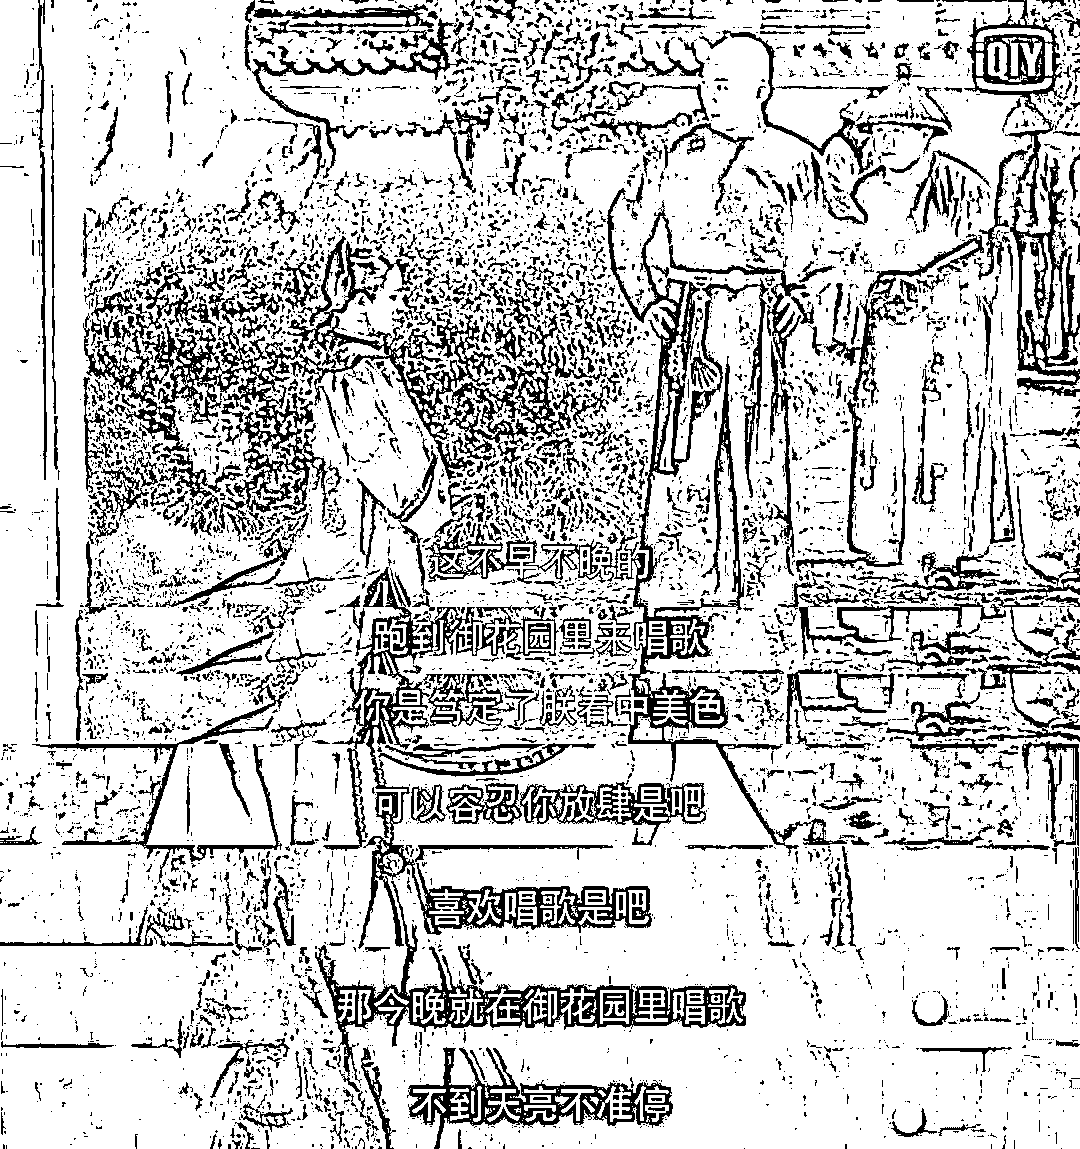 QIY
这不早不晚的
跑到御花园里来唱歌
你是笃定了朕看中美色
可以容忍你放肆是吧
喜欢唱歌是吧
那今晚就在御花园里唱歌
不到天亮不准停